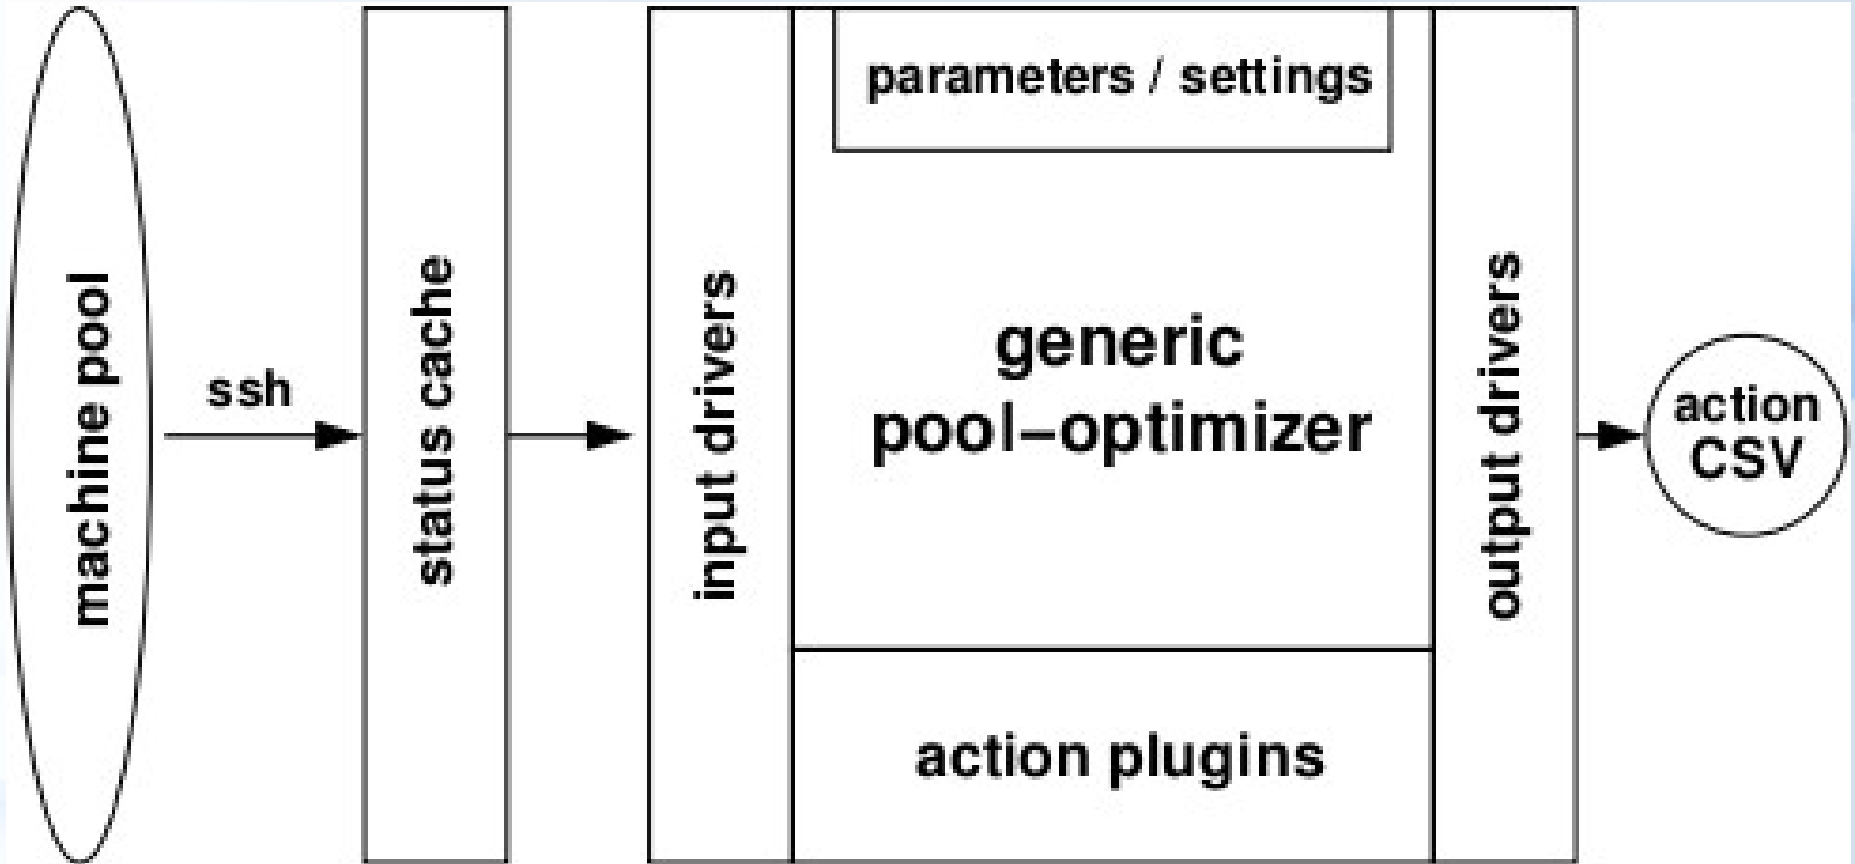 machine pool
ssh
status cache
input drivers
parameters / settings
generic
pool-optimizer
action plugins
output drivers
action
CSV